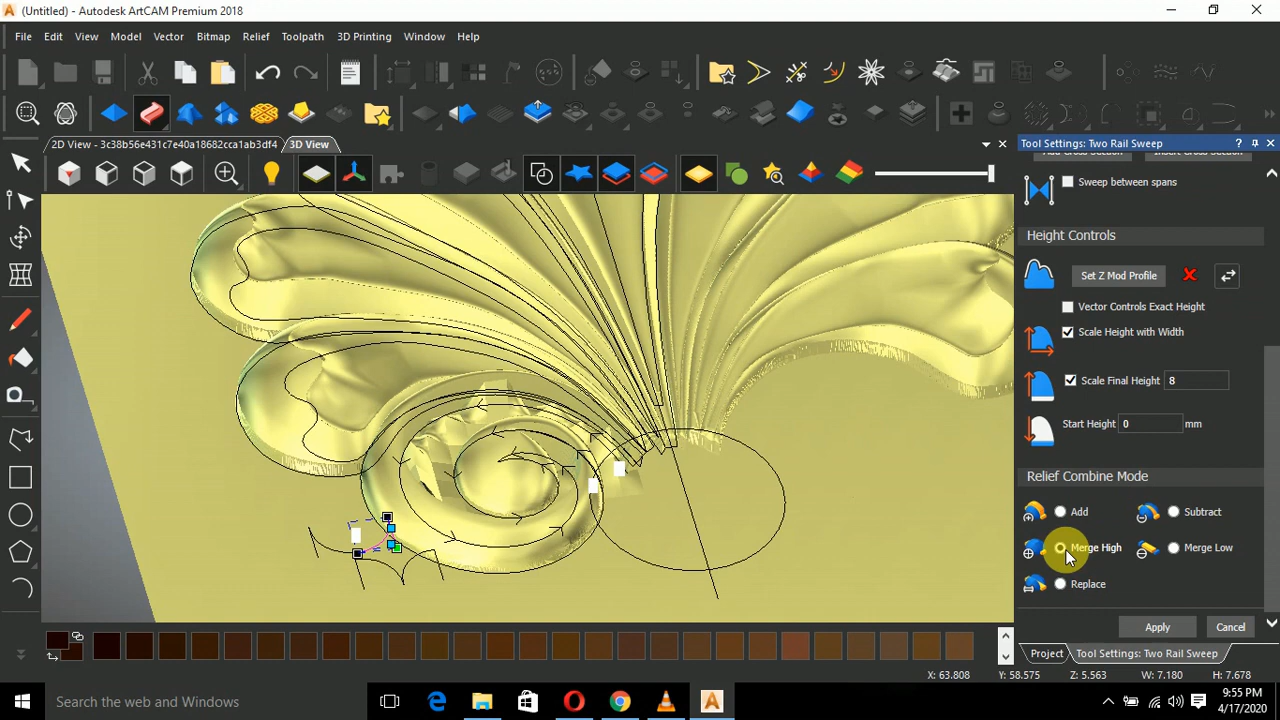 (Untitled) - Autodesk ArtCAM Premium 2018
File Edit View Model Vector Bitmap Relief Toolpath 3D Printing Window Help
2D View - 3c38b56e431c7e40a18682cca1ab3df4 3D View
Tool Settings: Two Rail Sweep
Sweep between spans
Height Controls
Set Z Mod Profile
Vector Controls Exact Height
Scale Height with Width
Scale Final Height 8
Start Height 0 mm
Relief Combine Mode
Add Subtract
Merge High Merge Low
Replace
Apply Cancel
Project Tool Settings: Two Rail Sweep
X: 63.808 Y: 58.575 Z: 5.563 W: 7.180 H: 7.678
Search the web and Windows
9:55 PM
4/17/2020